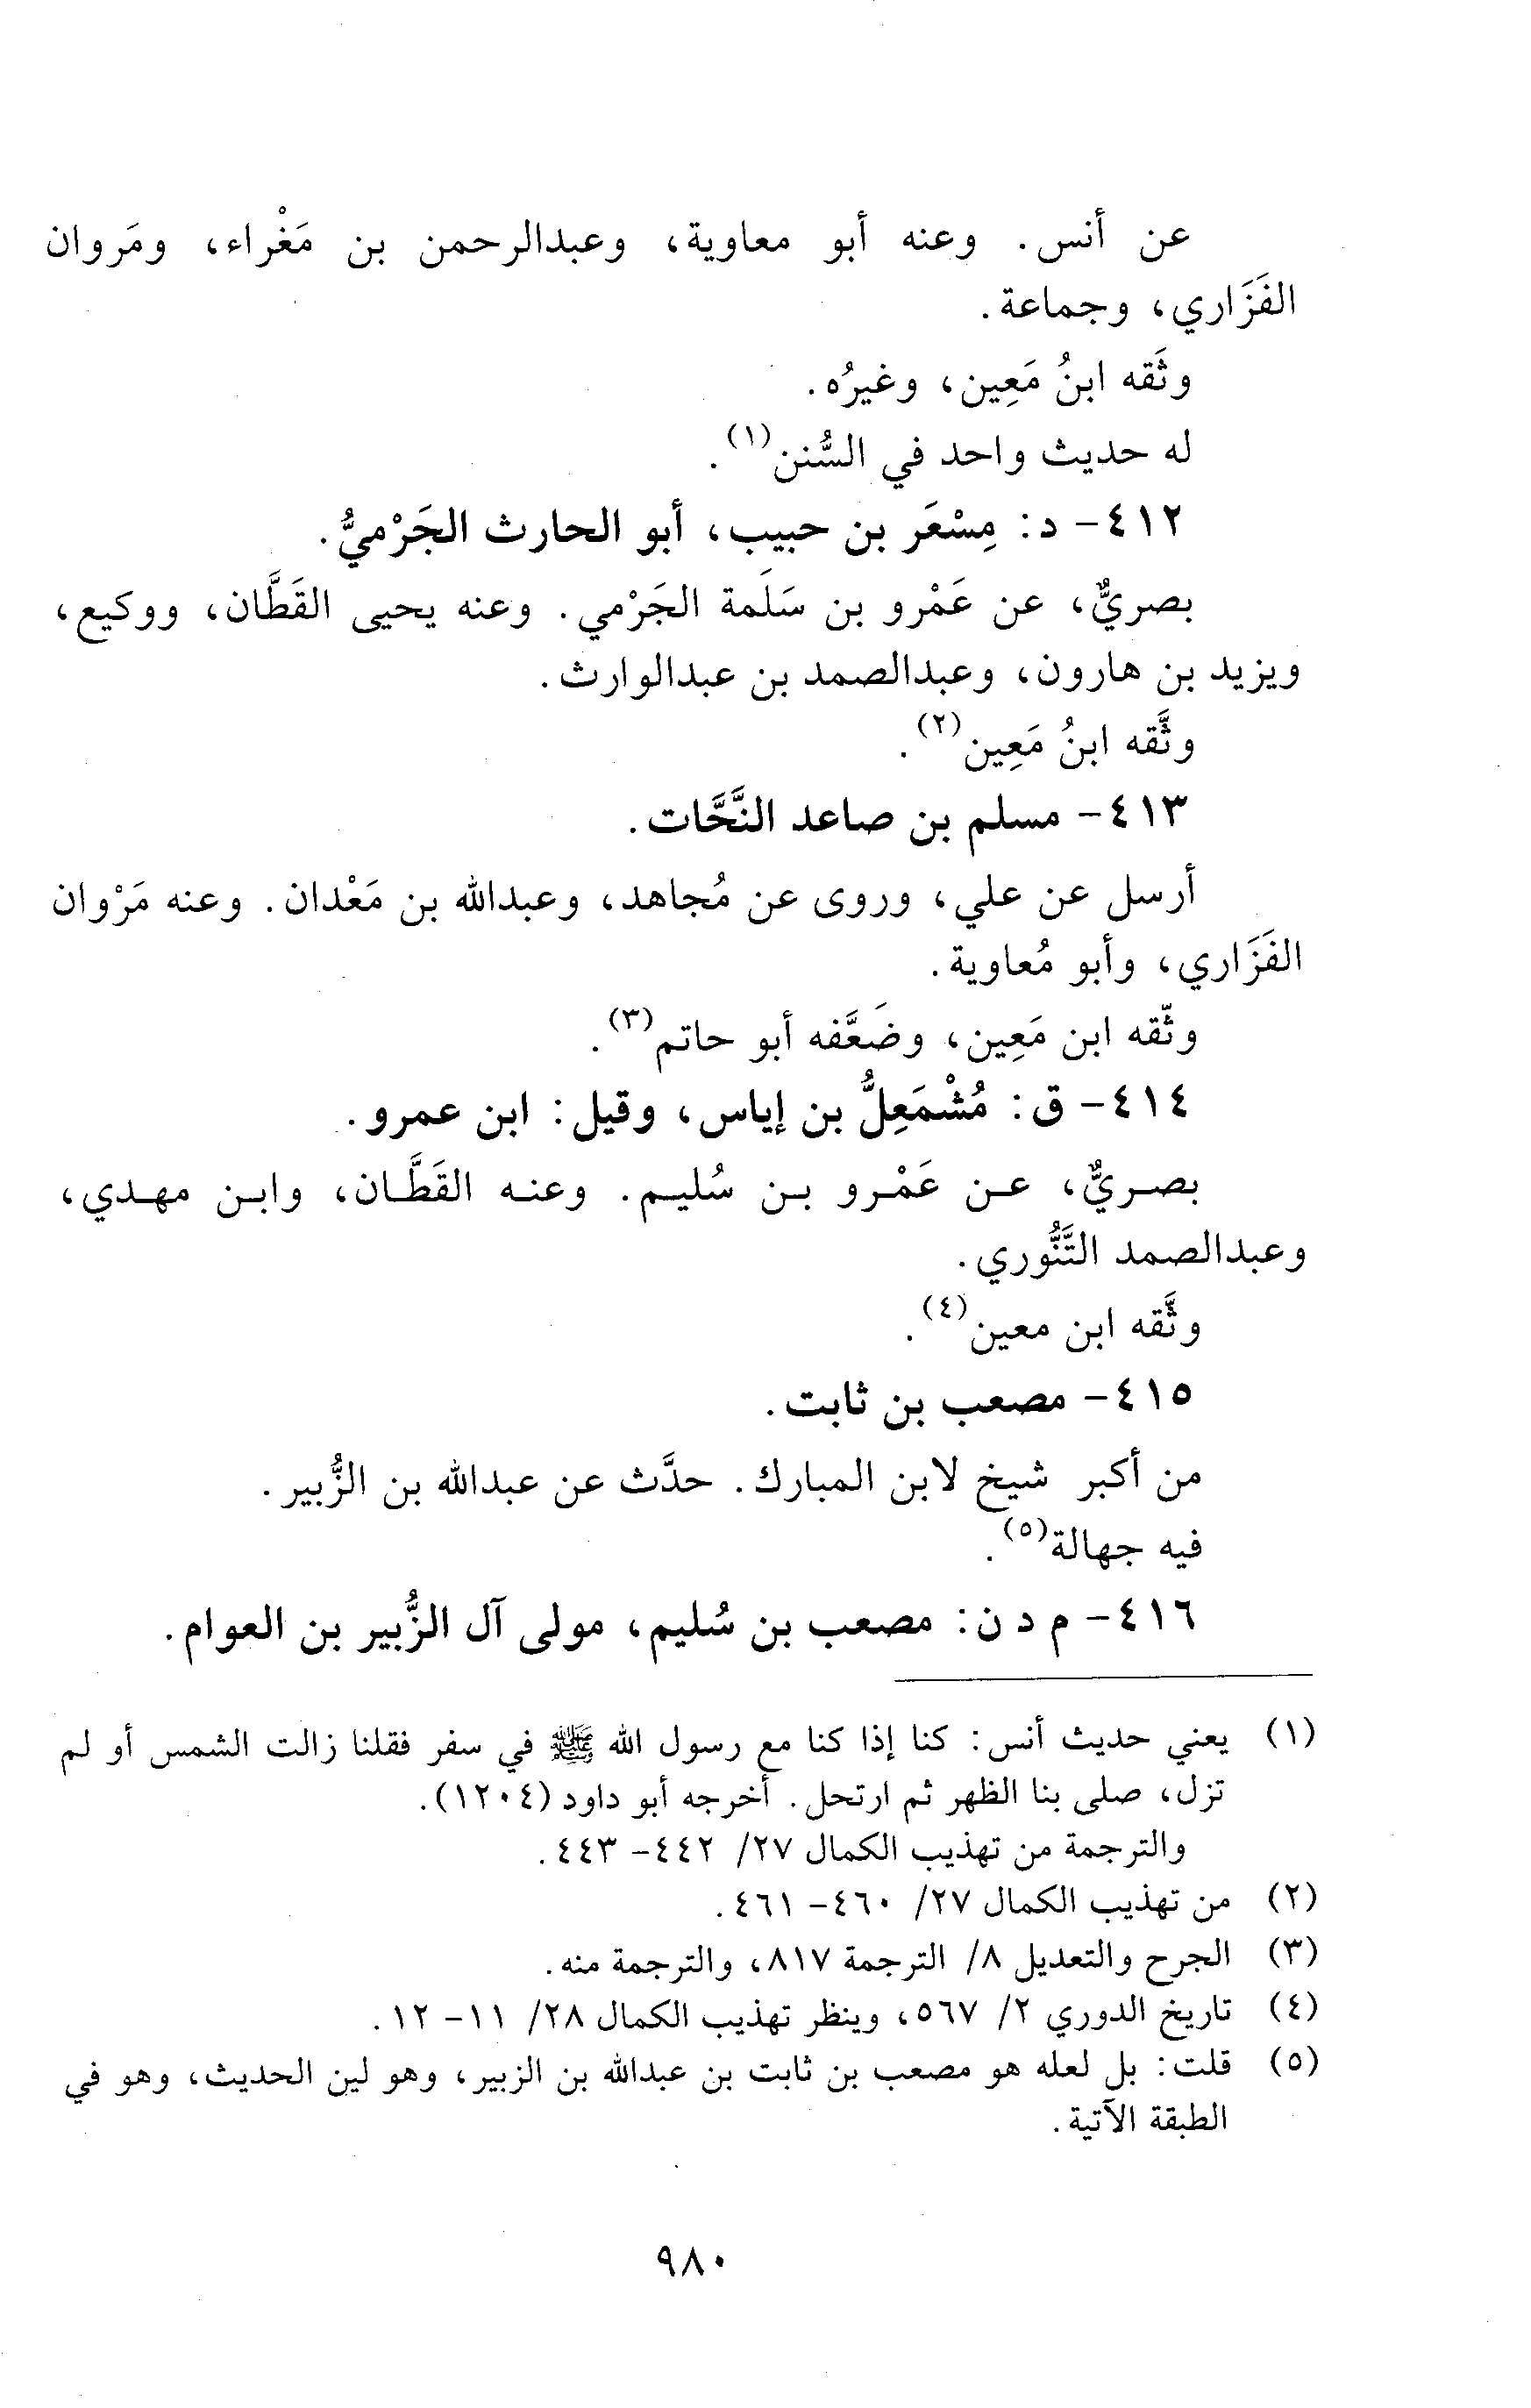 عن أنس. وعنه أبو معاوية، وعبدالرحمن بن مَغْراء، ومَروان
الفَزَاري، وجماعة.
وثَقه ابنُ مَعِين، وغيرُه.
له حديث واحد في السُّنن(١).
٤١٢- د: مِسْعَر بن حبيب، أبو الحارث الجَرْميُّ.
بصريٌّ، عن عَمْرو بن سَلَمة الجَرْمي. وعنه يحيى القَطَّان، ووكيع،
ويزيد بن هارون، وعبدالصمد بن عبدالوارث.
وثَّقه ابنُ مَعِين(٢).
٤١٣- مسلم بن صاعد النَّحَّات.
أرسل عن علي، وروى عن مُجاهد، وعبدالله بن مَعْدان. وعنه مَرْوان
الفَزَاري، وأبو مُعاوية.
وثّقه ابن مَعِين، وضَعَّفه أبو حاتم(٣).
٤١٤- ق: مُشْمَعِلُّ بن إياس، وقيل: ابن عمرو.
بصريٌّ، عن عَمْرو بن سُليم. وعنه القَطَّان، وابن مهدي،
وعبدالصمد التَّنُّوري.
وثَّقه ابن معين(٤).
٤١٥- مصعب بن ثابت.
من أكبر شيخ لابن المبارك. حدَّث عن عبدالله بن الزُّبير.
فيه جهالة(٥).
٤١٦- م د ن: مصعب بن سُليم، مولى آل الزُّبير بن العوام.
(١) يعني حديث أنس: كنا إذا كنا مع رسول الله ﷺ في سفر فقلنا زالت الشمس أو لم
تزل، صلى بنا الظهر ثم ارتحل. أخرجه أبو داود (١٢٠٤).
والترجمة من تهذيب الكمال ٢٧/ ٤٤٢- ٤٤٣.
(٢) من تهذيب الكمال ٢٧/ ٤٦٠- ٤٦١.
(٣) الجرح والتعديل ٨/ الترجمة ٨١٧، والترجمة منه.
(٤) تاريخ الدوري ٢/ ٥٦٧، وينظر تهذيب الكمال ٢٨/ ١١- ١٢.
(٥) قلت: بل لعله هو مصعب بن ثابت بن عبدالله بن الزبير، وهو لين الحديث، وهو في
الطبقة الآتية.
٩٨٠